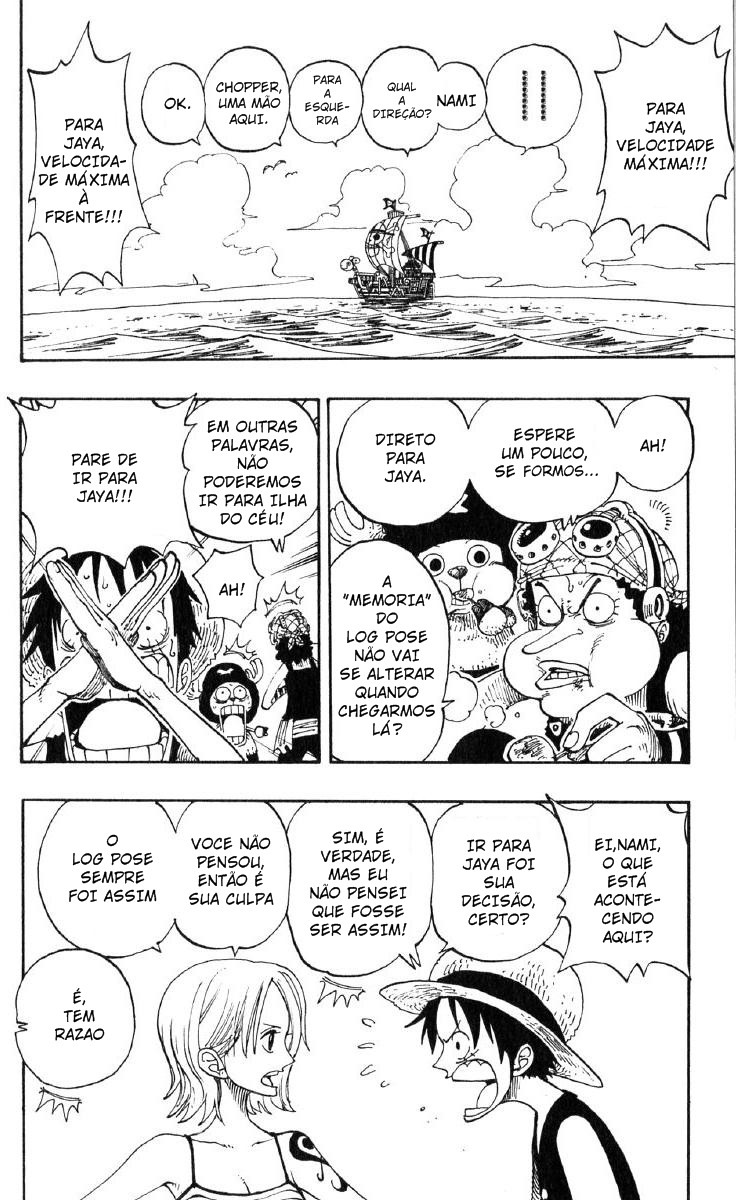 PARA
JAYA,
VELOCIDADE
MÁXIMA!!!
!!
NAMI
QUAL
A
DIREÇÃO?
PARA
A
ESQUE-
RDA
CHOPPER,
UMA MÃO
AQUI.
OK.
PARA
JAYA,
VELOCIDA-
DE MÁXIMA
À
FRENTE!!!
AH!
ESPERE
UM POUCO,
SE FORMOS...
DIRETO
PARA
JAYA.
A
"MEMORIA"
DO
LOG POSE
NÃO VAI
SE ALTERAR
QUANDO
CHEGARMOS
LÁ?
EM OUTRAS
PALAVRAS,
NÃO
PODEREMOS
IR PARA ILHA
DO CÉU!
AH!
PARE DE
IR PARA
JAYA!!!
EI,NAMI,
O QUE
ESTÁ
ACONTE-
CENDO
AQUI?
IR PARA
JAYA FOI
SUA
DECISÃO,
CERTO?
SIM, É
VERDADE,
MAS EU
NÃO PENSEI
QUE FOSSE
SER ASSIM!
VOCE NÃO
PENSOU,
ENTÃO É
SUA CULPA
O
LOG POSE
SEMPRE
FOI ASSIM
É,
TEM
RAZAO